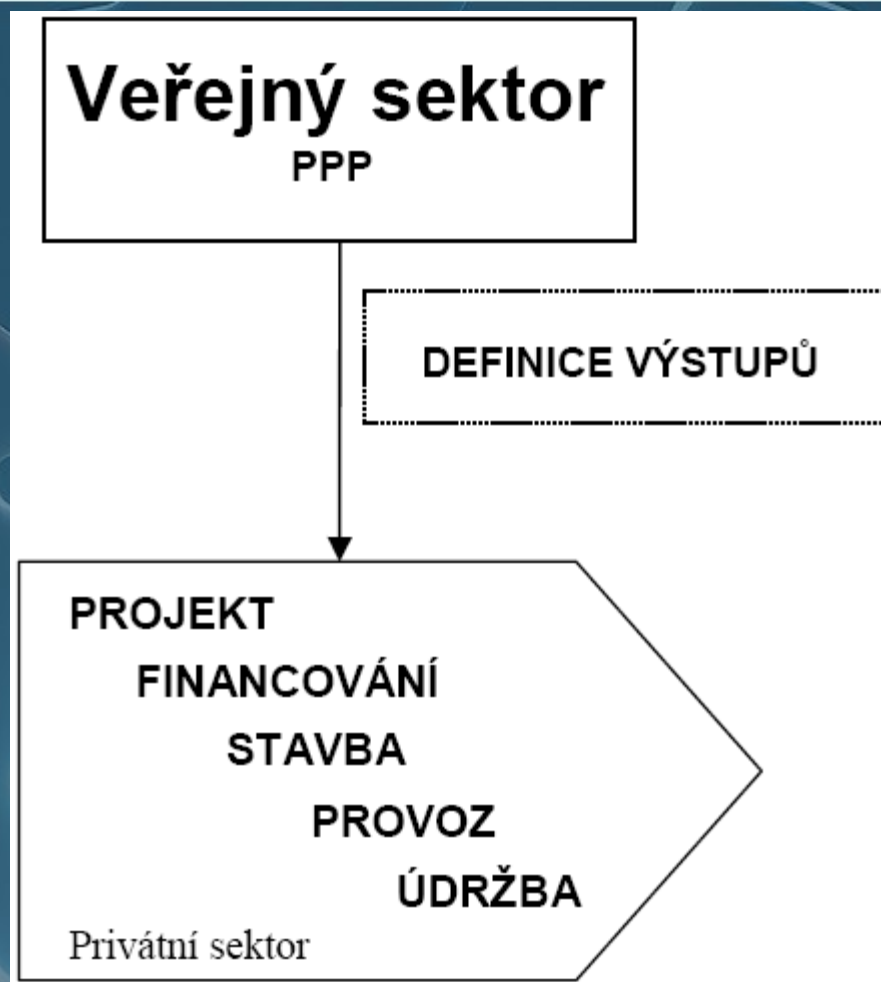 Veřejný sektor
PPP
DEFINICE VÝSTUPŮ
PROJEKT
FINANCOVÁNÍ
STAVBA
PROVOZ
ÚDRŽBA
Privátní sektor